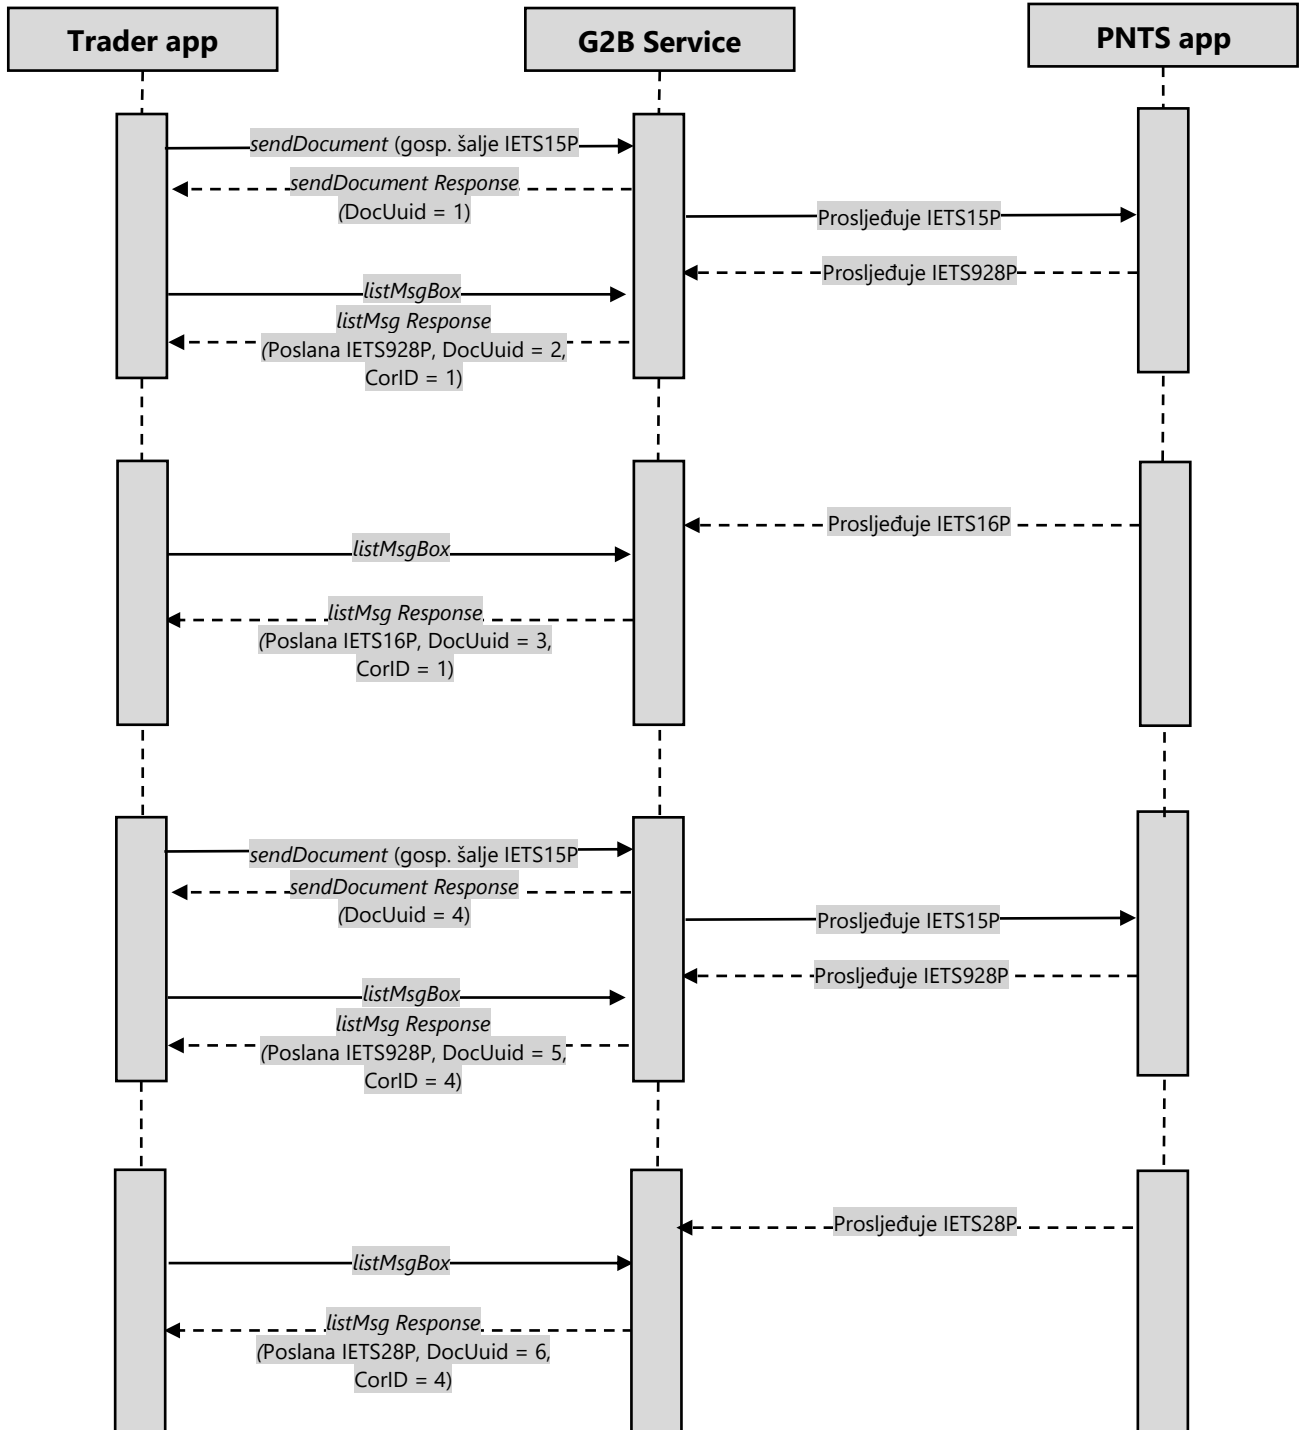 Trader app
G2B Service
PNTS app
sendDocument (gosp. šalje IETS15P
sendDocument Response
(DocUuid = 1)
Prosljeđuje IETS15P
Prosljeđuje IETS928P
listMsgBox
listMsg Response
(Poslana IETS928P, DocUuid = 2,
CorID = 1)
Prosljeđuje IETS16P
listMsgBox
listMsg Response
(Poslana IETS16P, DocUuid = 3,
CorID = 1)
sendDocument (gosp. šalje IETS15P
sendDocument Response
(DocUuid = 4)
Prosljeđuje IETS15P
Prosljeđuje IETS928P
listMsgBox
listMsg Response
(Poslana IETS928P, DocUuid = 5,
CorID = 4)
Prosljeđuje IETS28P
listMsgBox
listMsg Response
(Poslana IETS28P, DocUuid = 6,
CorID = 4)